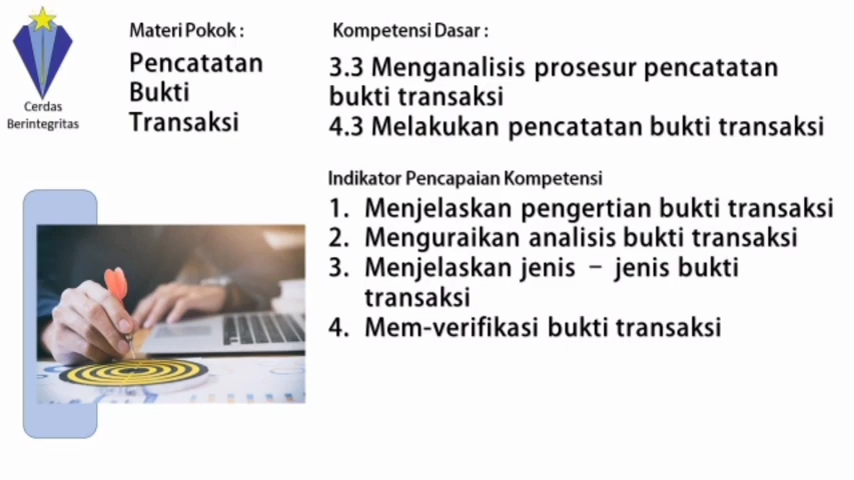 Cerdas
Berintegritas
Materi Pokok :
Pencatatan
Bukti
Transaksi
Kompetensi Dasar :
3.3 Menganalisis prosesur pencatatan
bukti transaksi
4.3 Melakukan pencatatan bukti transaksi
Indikator Pencapaian Kompetensi
1. Menjelaskan pengertian bukti transaksi
2. Menguraikan analisis bukti transaksi
3. Menjelaskan jenis – jenis bukti
transaksi
4. Mem-verifikasi bukti transaksi